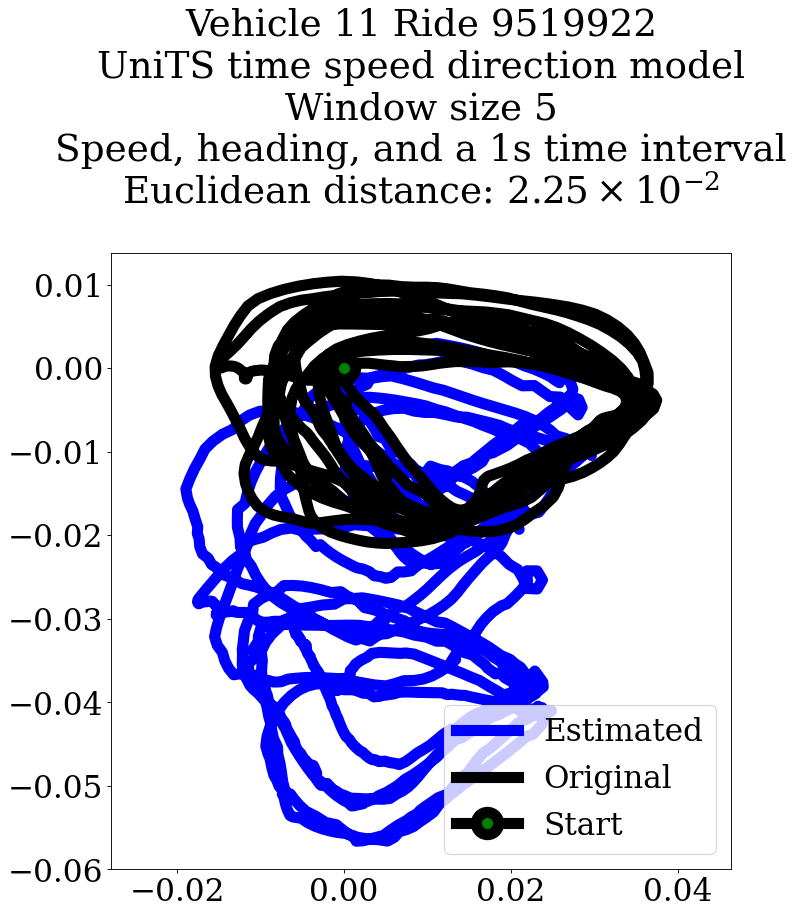 Vehicle 11 Ride 9519922
UniTS time speed direction model
Window size 5
Speed, heading, and a 1s time interval
Euclidean distance: 2.25 × 10⁻²
0.01
0.00
−0.01
−0.02
−0.03
−0.04
−0.05
−0.06
−0.02 0.00 0.02 0.04
Estimated
Original
Start